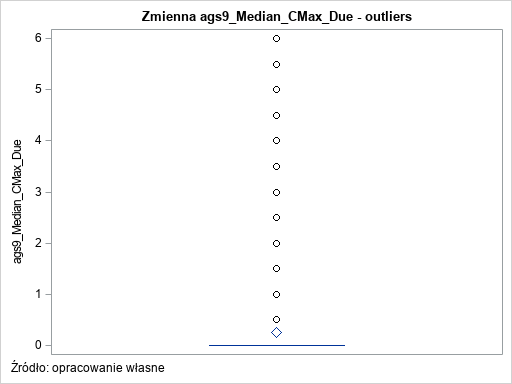 Zmienna ags9_Median_CMax_Due - outliers
6
5
4
3
2
1
0
ags9_Median_CMax_Due
Źródło: opracowanie własne